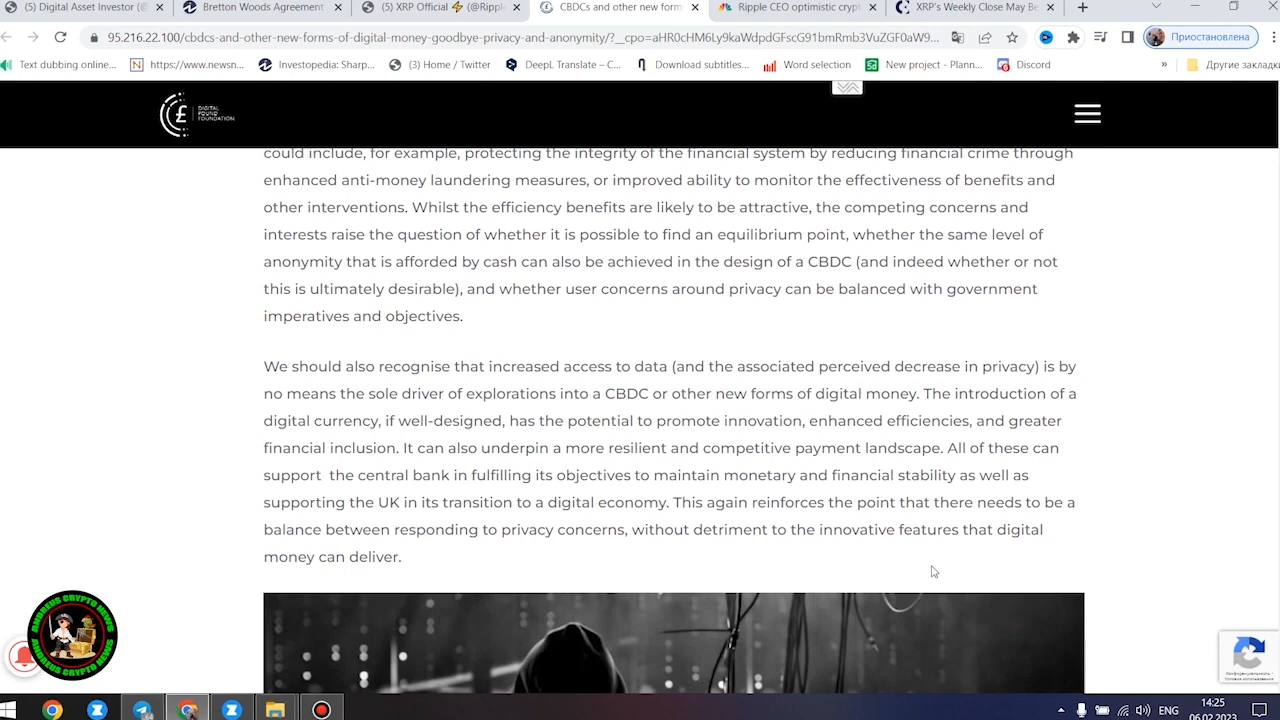 (5) Digital Asset Investor (@
Bretton Woods Agreement
(5) XRP Official ⚡ (@Ripple
CBDCs and other new form
Ripple CEO optimistic crypt
XRP's Weekly Close May Be
95.216.22.100/cbdcs-and-other-new-forms-of-digital-money-goodbye-privacy-and-anonymity/?__cpo=aHR0cHM6Ly9kaWdpdGFscG91bmRmb3VuZGF0aW9...
Приостановлена
Text dubbing online...
https://www.newsn...
Investopedia: Sharp...
(3) Home / Twitter
DeepL Translate – C...
Download subtitles...
Word selection
New project - Plann...
Discord
»
Другие закладки
DIGITAL
POUND
FOUNDATION
could include, for example, protecting the integrity of the financial system by reducing financial crime through
enhanced anti-money laundering measures, or improved ability to monitor the effectiveness of benefits and
other interventions. Whilst the efficiency benefits are likely to be attractive, the competing concerns and
interests raise the question of whether it is possible to find an equilibrium point, whether the same level of
anonymity that is afforded by cash can also be achieved in the design of a CBDC (and indeed whether or not
this is ultimately desirable), and whether user concerns around privacy can be balanced with government
imperatives and objectives.
We should also recognise that increased access to data (and the associated perceived decrease in privacy) is by
no means the sole driver of explorations into a CBDC or other new forms of digital money. The introduction of a
digital currency, if well-designed, has the potential to promote innovation, enhanced efficiencies, and greater
financial inclusion. It can also underpin a more resilient and competitive payment landscape. All of these can
support the central bank in fulfilling its objectives to maintain monetary and financial stability as well as
supporting the UK in its transition to a digital economy. This again reinforces the point that there needs to be a
balance between responding to privacy concerns, without detriment to the innovative features that digital
money can deliver.
ANDREUS CRYPTO NEWS
ANDREUS CRYPTO NEWS
Конфиденциальность -
Условия использования
ENG
14:25
06.02.2023